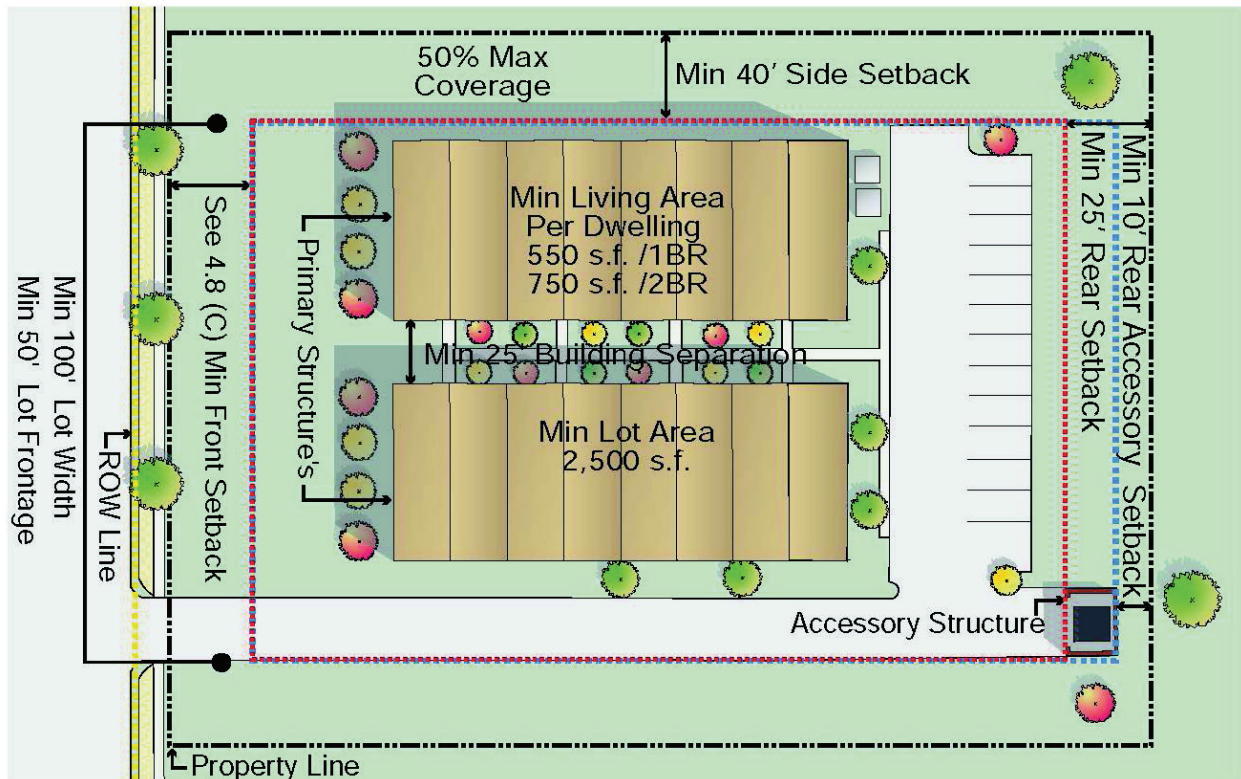 50% Max
Coverage
Min 40' Side Setback
Min Living Area
Per Dwelling
550 s.f. /1BR
750 s.f. /2BR
Min 25' Building Separation
Min Lot Area
2,500 s.f.
Primary Structure's
See 4.8 (C) Min Front Setback
ROW Line
Min 100' Lot Width
Min 50' Lot Frontage
Min 10' Rear Accessory Setback
Min 25' Rear Setback
Accessory Structure
Property Line